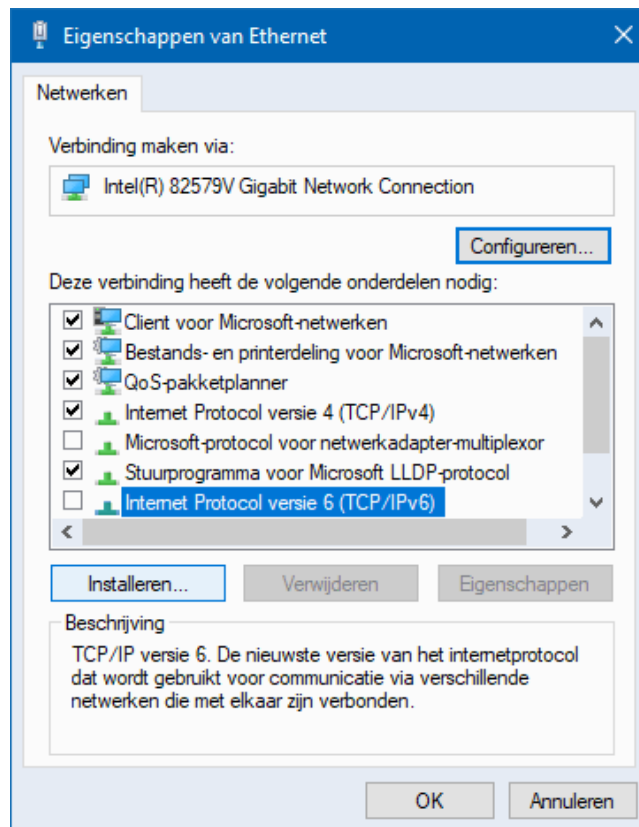 Eigenschappen van Ethernet
Netwerken
Verbinding maken via:
Intel(R) 82579V Gigabit Network Connection
Configureren...
Deze verbinding heeft de volgende onderdelen nodig:
Client voor Microsoft-netwerken
Bestands- en printerdeling voor Microsoft-netwerken
QoS-pakketplanner
Internet Protocol versie 4 (TCP/IPv4)
Microsoft-protocol voor netwerkadapter-multiplexor
Stuurprogramma voor Microsoft LLDP-protocol
Internet Protocol versie 6 (TCP/IPv6)
Installeren... Verwijderen Eigenschappen
Beschrijving
TCP/IP versie 6. De nieuwste versie van het internetprotocol
dat wordt gebruikt voor communicatie via verschillende
netwerken die met elkaar zijn verbonden.
OK Annuleren